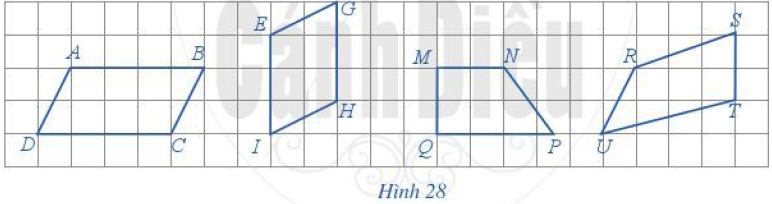 A B
D C
E G
I H
M N
Q P
R S
U T
Cánh Diều
Hình 28